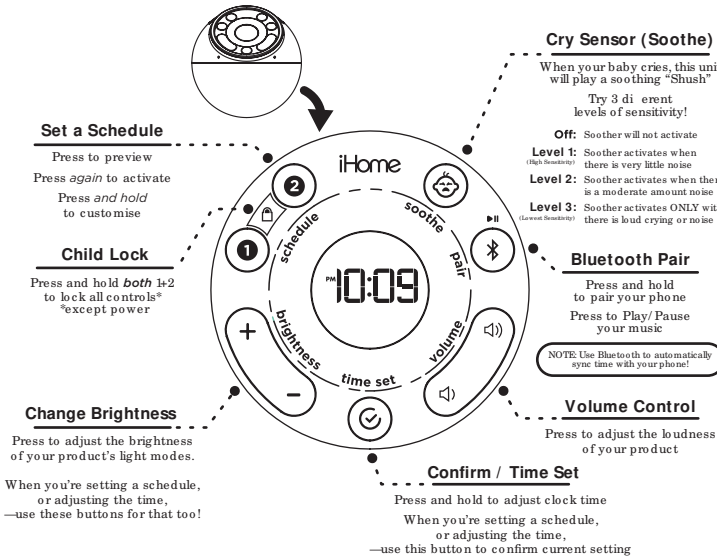 Cry Sensor (Soothe)
When your baby cries, this uni
will play a soothing “Shush”
Try 3 di erent
levels of sensitivity!
Off: Soother will not activate
Level 1: Soother activates when
(High Sensitivity) there is very little noise
Level 2: Soother activates when ther
is a moderate amount noise
Level 3: Soother activates ONLY wit
(Lowest Sensitivity) there is loud crying or noise
Set a Schedule
Press to preview
Press again to activate
Press and hold
to customise
Child Lock
Press and hold both 1+2
to lock all controls*
*except power
iHome
2
1
schedule
soothe
pair
PM 10:09
brightness
volume
time set
Bluetooth Pair
Press and hold
to pair your phone
Press to Play/Pause
your music
NOTE: Use Bluetooth to automatically
sync time with your phone!
Change Brightness
Press to adjust the brightness
of your product’s light modes.
When you’re setting a schedule,
or adjusting the time,
—use these buttons for that too!
Volume Control
Press to adjust the loudness
of your product
Confirm / Time Set
Press and hold to adjust clock time
When you’re setting a schedule,
or adjusting the time,
—use this button to confirm current setting